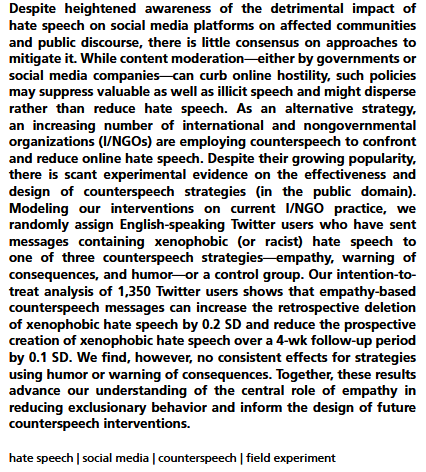 Despite heightened awareness of the detrimental impact of
hate speech on social media platforms on affected communities
and public discourse, there is little consensus on approaches to
mitigate it. While content moderation—either by governments or
social media companies—can curb online hostility, such policies
may suppress valuable as well as illicit speech and might disperse
rather than reduce hate speech. As an alternative strategy,
an increasing number of international and nongovernmental
organizations (I/NGOs) are employing counterspeech to confront
and reduce online hate speech. Despite their growing popularity,
there is scant experimental evidence on the effectiveness and
design of counterspeech strategies (in the public domain).
Modeling our interventions on current I/NGO practice, we
randomly assign English-speaking Twitter users who have sent
messages containing xenophobic (or racist) hate speech to
one of three counterspeech strategies—empathy, warning of
consequences, and humor—or a control group. Our intention-to-
treat analysis of 1,350 Twitter users shows that empathy-based
counterspeech messages can increase the retrospective deletion
of xenophobic hate speech by 0.2 SD and reduce the prospective
creation of xenophobic hate speech over a 4-wk follow-up period
by 0.1 SD. We find, however, no consistent effects for strategies
using humor or warning of consequences. Together, these results
advance our understanding of the central role of empathy in
reducing exclusionary behavior and inform the design of future
counterspeech interventions.
hate speech | social media | counterspeech | field experiment